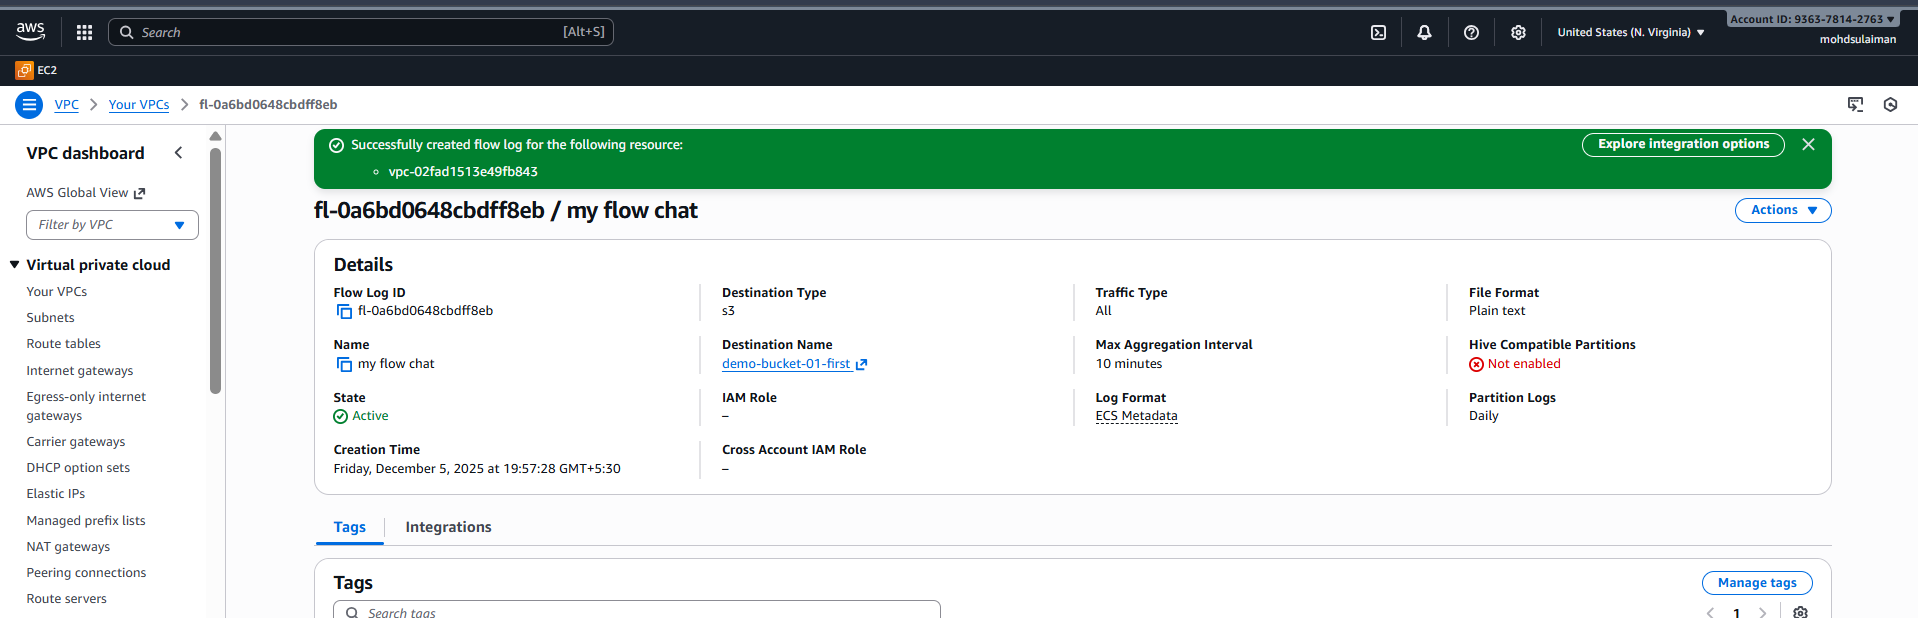 aws
Search
[Alt+S]
United States (N. Virginia)
Account ID: 9363-7814-2763
mohdsulaiman
EC2
VPC
Your VPCs
fl-0a6bd0648cbdff8eb
VPC dashboard
AWS Global View
Filter by VPC
Virtual private cloud
Your VPCs
Subnets
Route tables
Internet gateways
Egress-only internet
gateways
Carrier gateways
DHCP option sets
Elastic IPs
Managed prefix lists
NAT gateways
Peering connections
Route servers
Successfully created flow log for the following resource:
vpc-02fad1513e49fb843
Explore integration options
fl-0a6bd0648cbdff8eb / my flow chat
Actions
Details
Flow Log ID
fl-0a6bd0648cbdff8eb
Name
my flow chat
State
Active
Creation Time
Friday, December 5, 2025 at 19:57:28 GMT+5:30
Destination Type
s3
Destination Name
demo-bucket-01-first
IAM Role
–
Cross Account IAM Role
–
Traffic Type
All
Max Aggregation Interval
10 minutes
Log Format
ECS Metadata
File Format
Plain text
Hive Compatible Partitions
Not enabled
Partition Logs
Daily
Tags
Integrations
Tags
Manage tags
Search tags
1